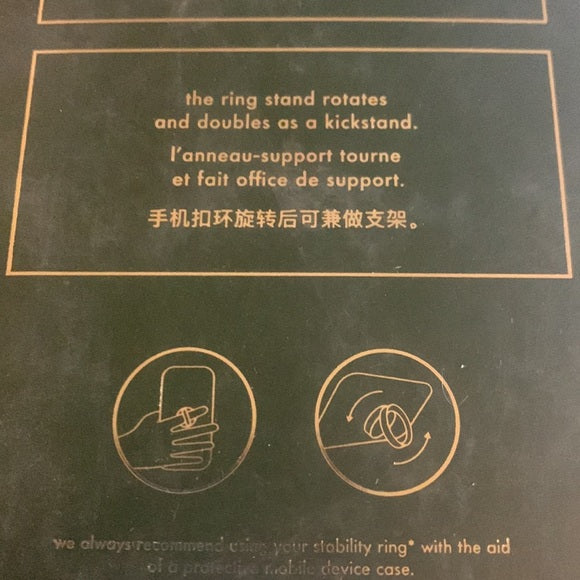 the ring stand rotates
and doubles as a kickstand.
l'anneau-support tourne
et fait office de support.
手机扣环旋转后可兼做支架。
we always recommend using your stability ring* with the aid
of a protective mobile device case.